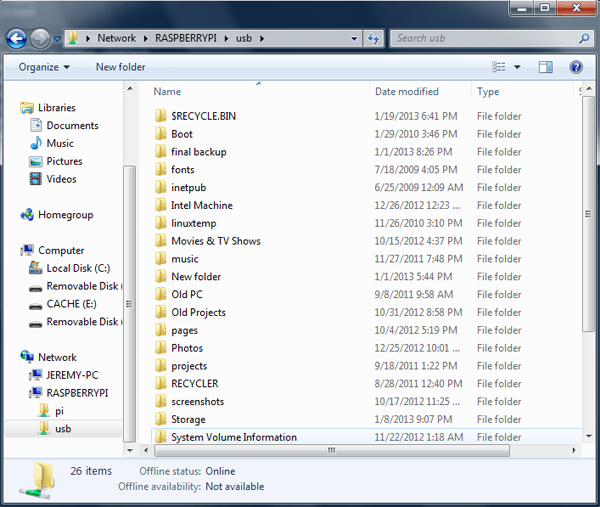 Network ▸ RASPBERRYPI ▸ usb ▸
Search usb
Organize ▾ New folder
Libraries
Documents
Music
Pictures
Videos
Homegroup
Computer
Local Disk (C:)
Removable Disk (
CACHE (E:)
Removable Disk (
Network
JEREMY-PC
RASPBERRYPI
pi
usb
Name Date modified Type S
$RECYCLE.BIN 1/19/2013 6:41 PM File folder
Boot 1/29/2010 3:46 PM File folder
final backup 1/1/2013 8:26 PM File folder
fonts 7/18/2009 4:05 PM File folder
inetpub 6/25/2009 12:09 AM File folder
Intel Machine 12/26/2012 12:23 ... File folder
linuxtemp 11/26/2010 3:10 PM File folder
Movies & TV Shows 10/15/2012 4:37 PM File folder
music 11/27/2011 7:48 PM File folder
New folder 1/1/2013 5:44 PM File folder
Old PC 9/8/2011 9:58 AM File folder
Old Projects 10/31/2012 8:58 PM File folder
pages 10/4/2012 5:19 PM File folder
Photos 12/25/2012 10:01 ... File folder
projects 9/18/2011 1:22 PM File folder
RECYCLER 8/28/2011 12:40 PM File folder
screenshots 10/17/2012 11:25 ... File folder
Storage 1/8/2013 9:07 PM File folder
System Volume Information 11/22/2012 1:18 AM File folder
26 items Offline status: Online
Offline availability: Not available